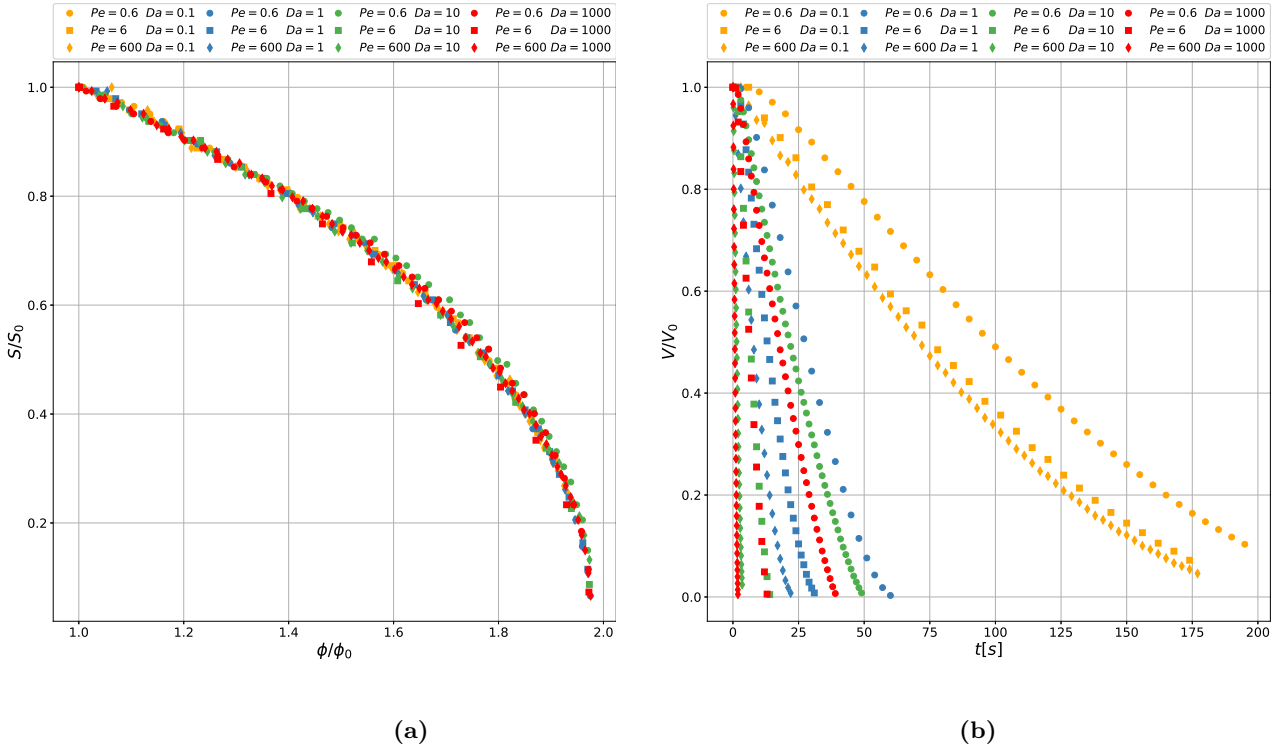 Pe = 0.6 Da = 0.1 Pe = 0.6 Da = 1 Pe = 0.6 Da = 10 Pe = 0.6 Da = 1000
Pe = 6 Da = 0.1 Pe = 6 Da = 1 Pe = 6 Da = 10 Pe = 6 Da = 1000
Pe = 600 Da = 0.1 Pe = 600 Da = 1 Pe = 600 Da = 10 Pe = 600 Da = 1000
1.0
0.8
0.6
0.4
0.2
S/S₀
1.0 1.2 1.4 1.6 1.8 2.0
ϕ/ϕ₀
(a)
Pe = 0.6 Da = 0.1 Pe = 0.6 Da = 1 Pe = 0.6 Da = 10 Pe = 0.6 Da = 1000
Pe = 6 Da = 0.1 Pe = 6 Da = 1 Pe = 6 Da = 10 Pe = 6 Da = 1000
Pe = 600 Da = 0.1 Pe = 600 Da = 1 Pe = 600 Da = 10 Pe = 600 Da = 1000
1.0
0.8
0.6
0.4
0.2
0.0
V/V₀
0 25 50 75 100 125 150 175 200
t[s]
(b)